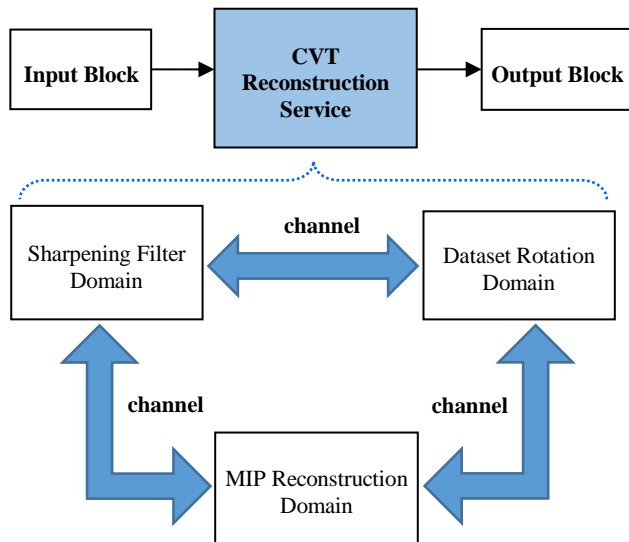 Input Block
CVT
Reconstruction
Service
Output Block
Sharpening Filter
Domain
channel
Dataset Rotation
Domain
channel
channel
MIP Reconstruction
Domain